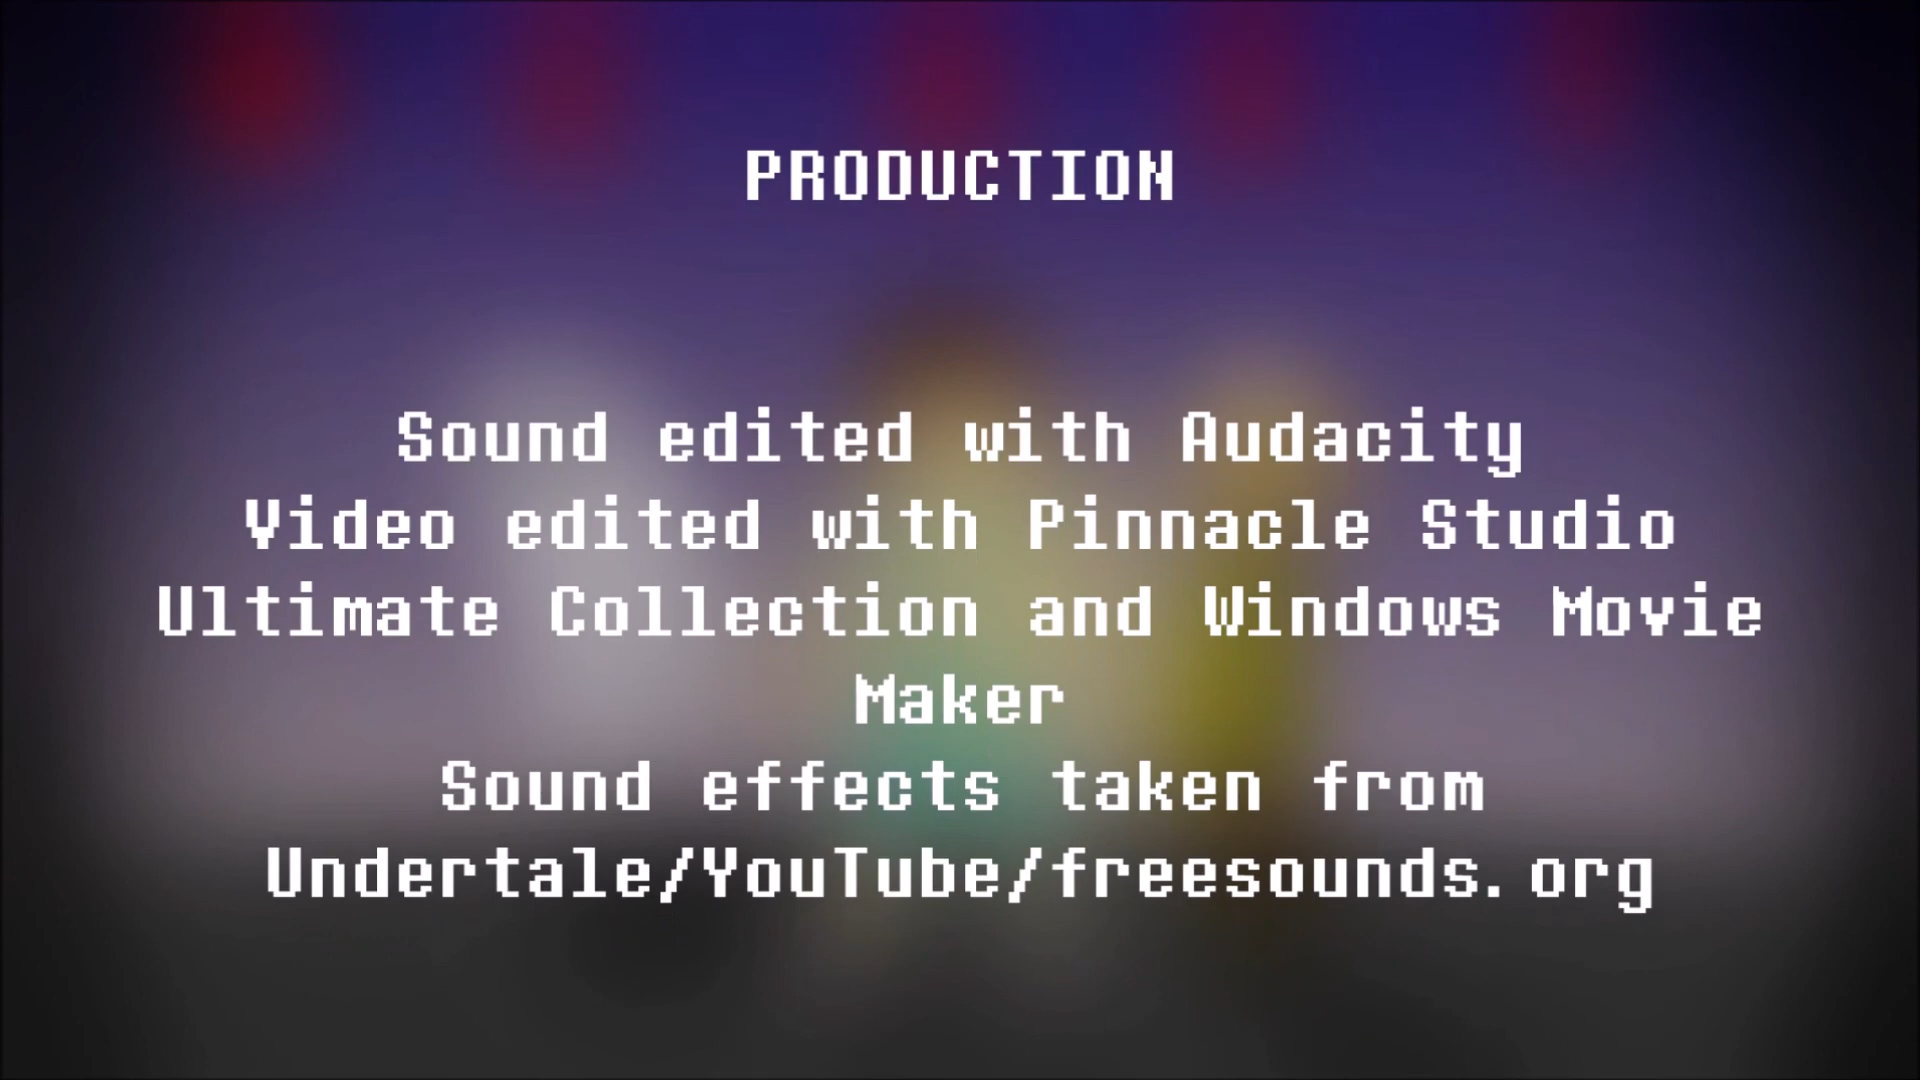 PRODUCTION
Sound edited with Audacity
Video edited with Pinnacle Studio
Ultimate Collection and Windows Movie
Maker
Sound effects taken from
Undertale/YouTube/freesounds.org